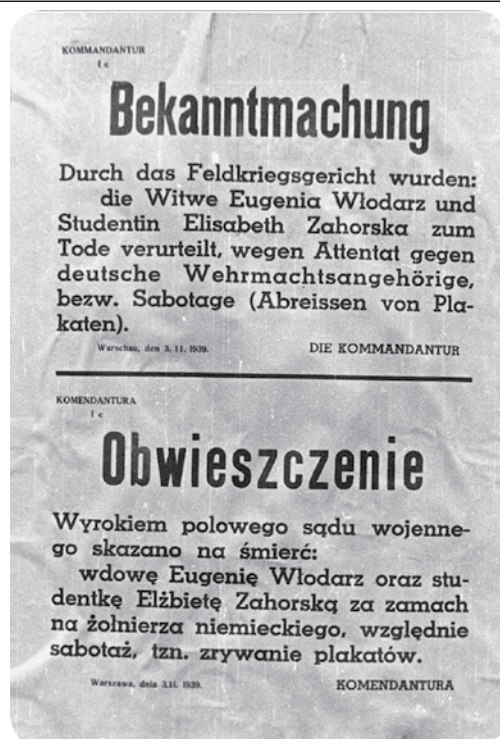 KOMMANDANTUR
I c
Bekanntmachung
Durch das Feldkriegsgericht wurden:
die Witwe Eugenia Włodarz und
Studentin Elisabeth Zahorska zum
Tode verurteilt, wegen Attentat gegen
deutsche Wehrmachtsangehörige,
bezw. Sabotage (Abreissen von Pla-
katen).
Warschau, den 3. 11. 1939. DIE KOMMANDANTUR
KOMENDANTURA
I c
Obwieszczenie
Wyrokiem polowego sądu wojenne-
go skazano na śmierć:
wdowę Eugenię Włodarz oraz stu-
dentkę Elżbietę Zahorską za zamach
na żołnierza niemieckiego, względnie
sabotaż, tzn. zrywanie plakatów.
Warszawa, dnia 3.11. 1939. KOMENDANTURA